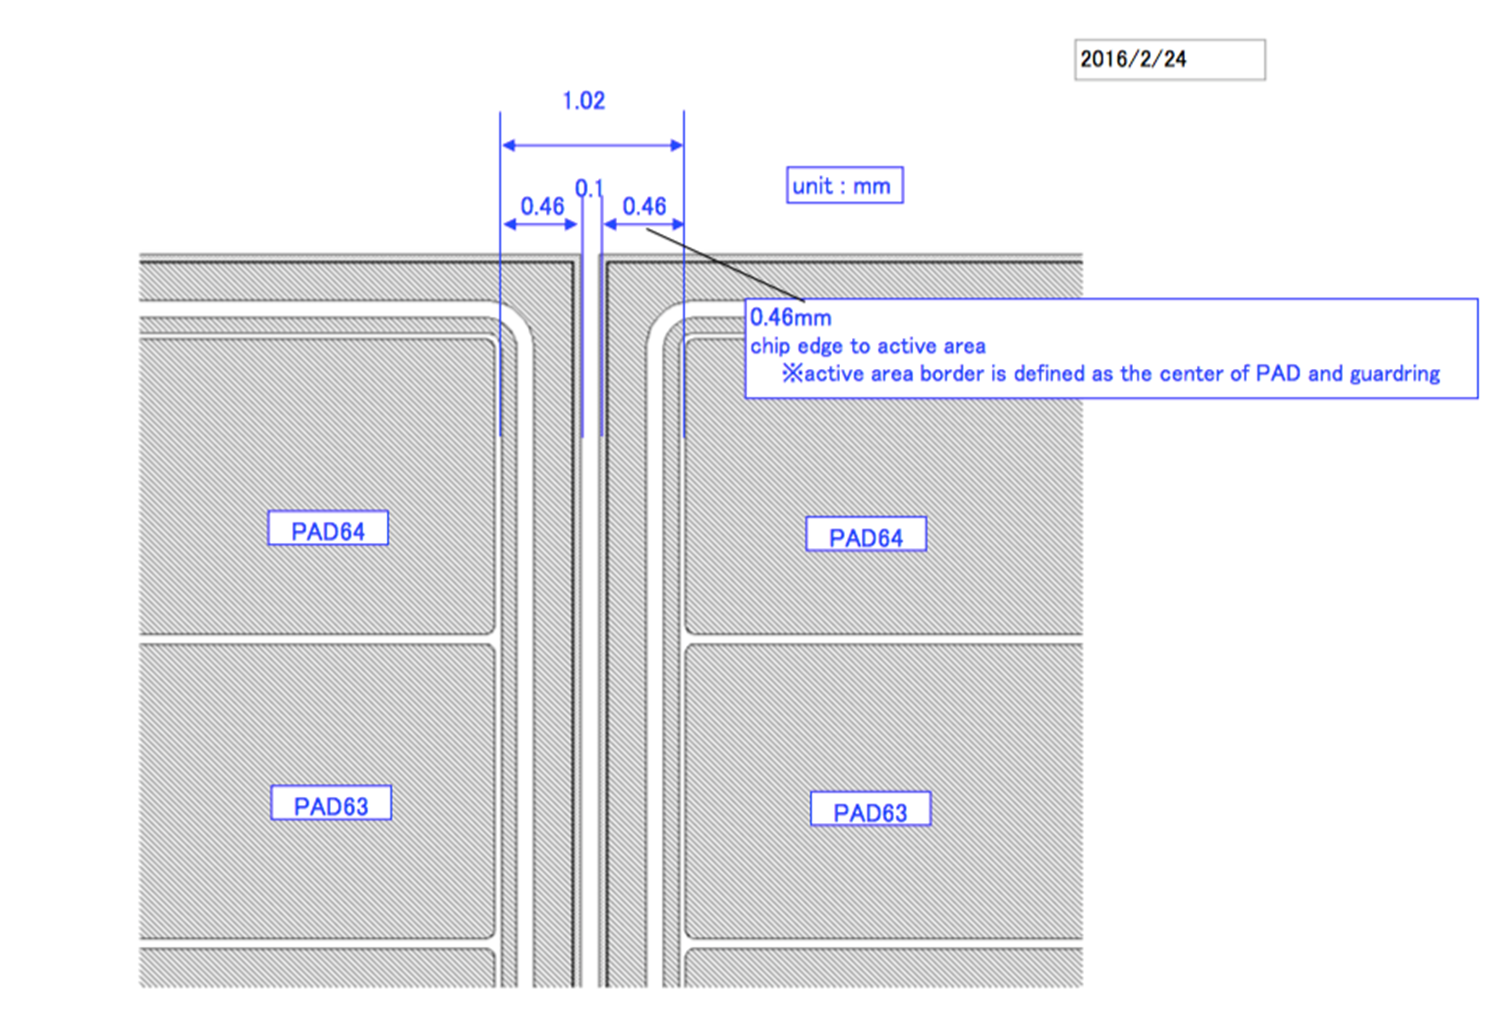 2016/2/24
1.02
0.1
unit : mm
0.46
0.46
0.46mm
chip edge to active area
※active area border is defined as the center of PAD and guardring
PAD64
PAD64
PAD63
PAD63